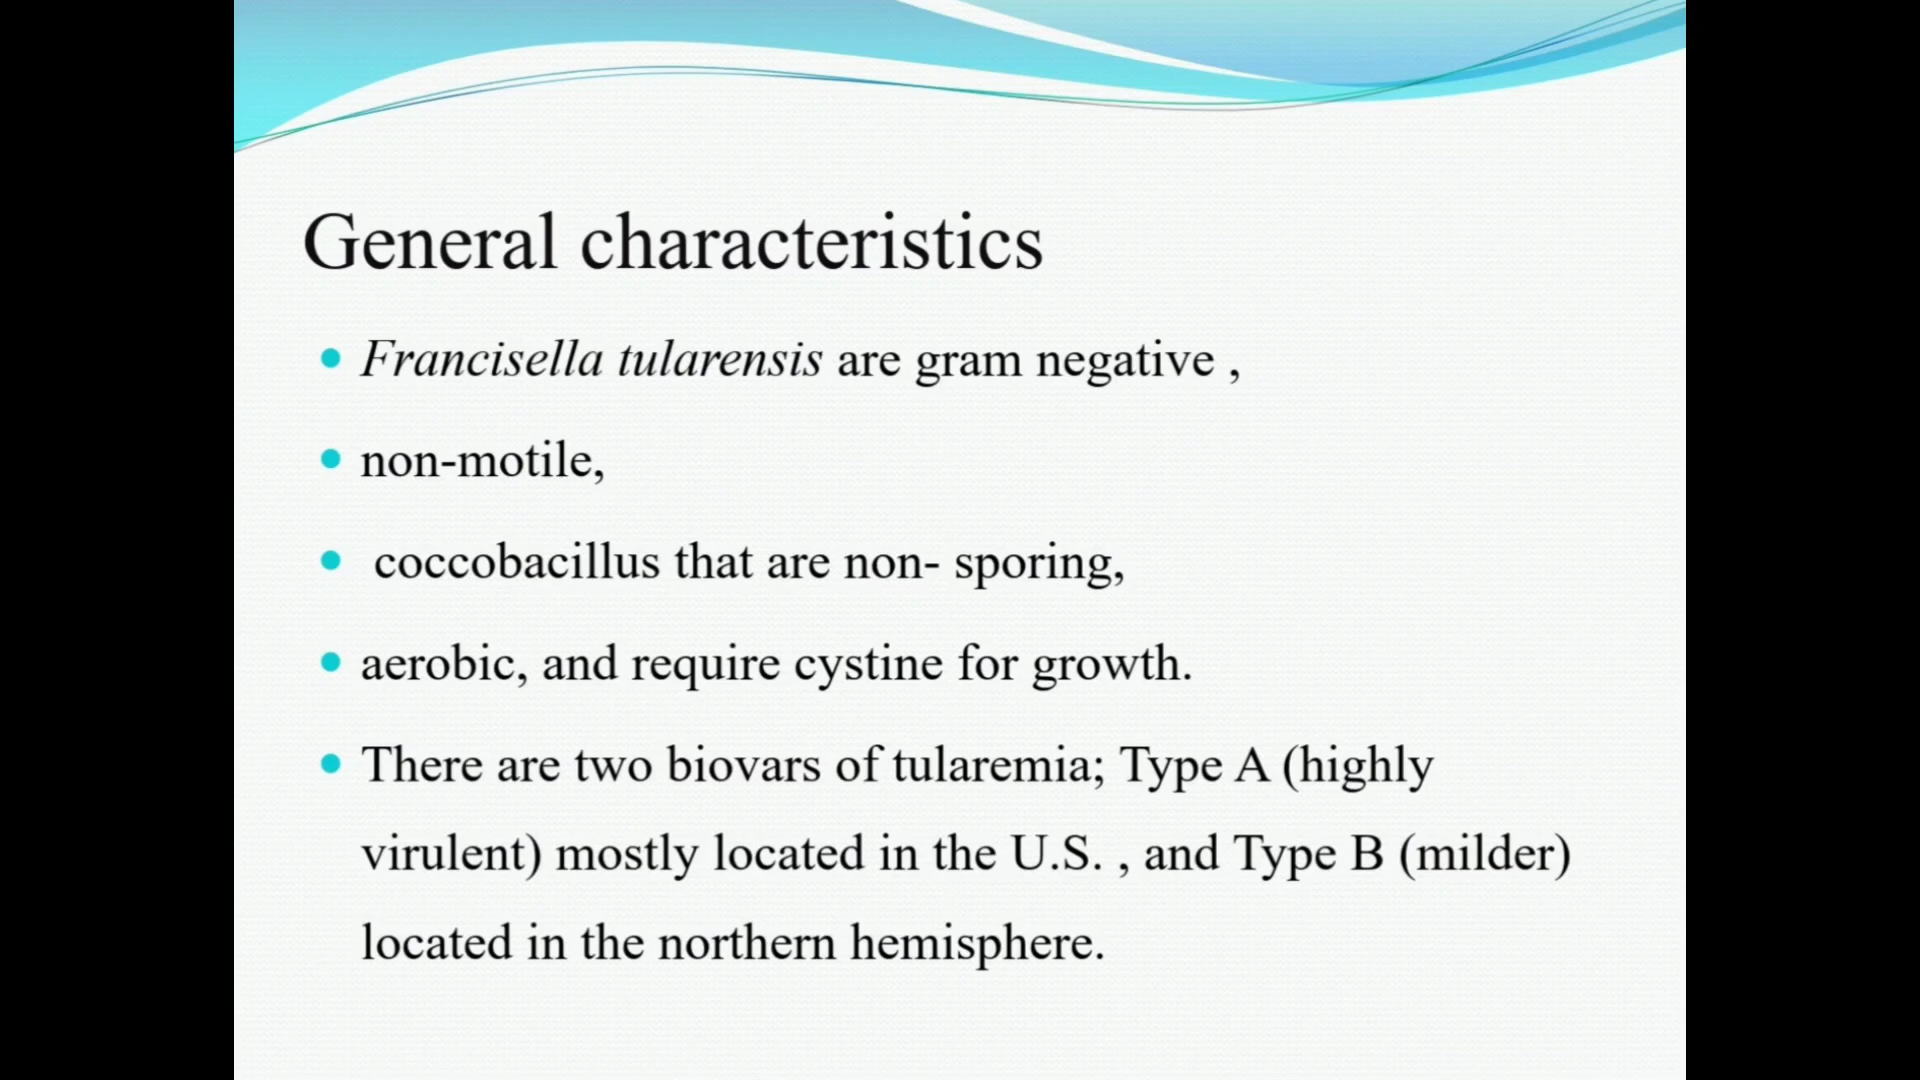 General characteristics
Francisella tularensis are gram negative ,
non-motile,
coccobacillus that are non- sporing,
aerobic, and require cystine for growth.
There are two biovars of tularemia; Type A (highly
virulent) mostly located in the U.S. , and Type B (milder)
located in the northern hemisphere.